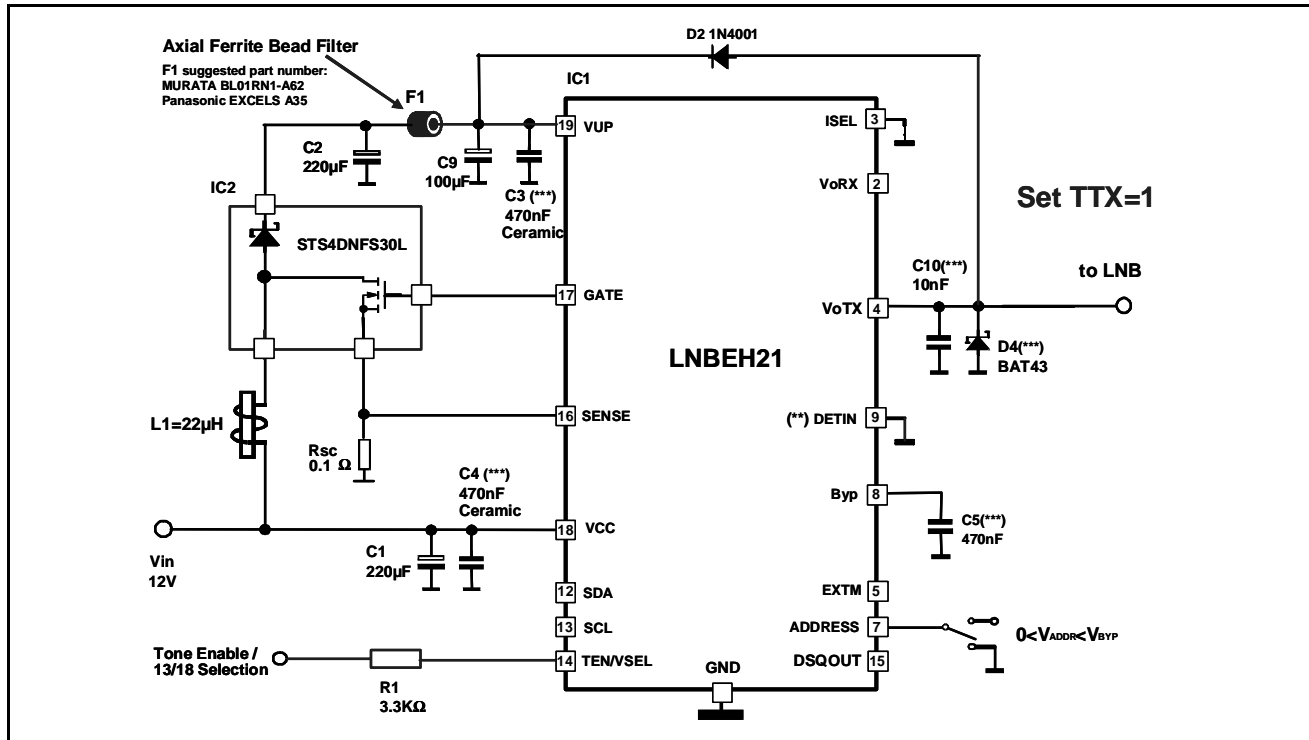 Axial Ferrite Bead Filter
F1 suggested part number:
MURATA BL01RN1-A62
Panasonic EXCELS A35
F1
D2 1N4001
IC1
19
VUP
C2
220µF
C9
100µF
C3 (***)
470nF
Ceramic
IC2
STS4DNFS30L
17
GATE
L1=22µH
16
SENSE
Rsc
0.1 Ω
C4 (***)
470nF
Ceramic
18
VCC
Vin
12V
C1
220µF
12
SDA
13
SCL
Tone Enable /
13/18 Selection
14
TEN/VSEL
R1
3.3KΩ
LNBEH21
GND
ISEL
3
VoRX
2
Set TTX=1
C10(***)
10nF
to LNB
VoTX
4
D4(***)
BAT43
(**) DETIN
9
Byp
8
C5(***)
470nF
EXTM
5
ADDRESS
7
0<VADDR<VBYP
DSQOUT
15